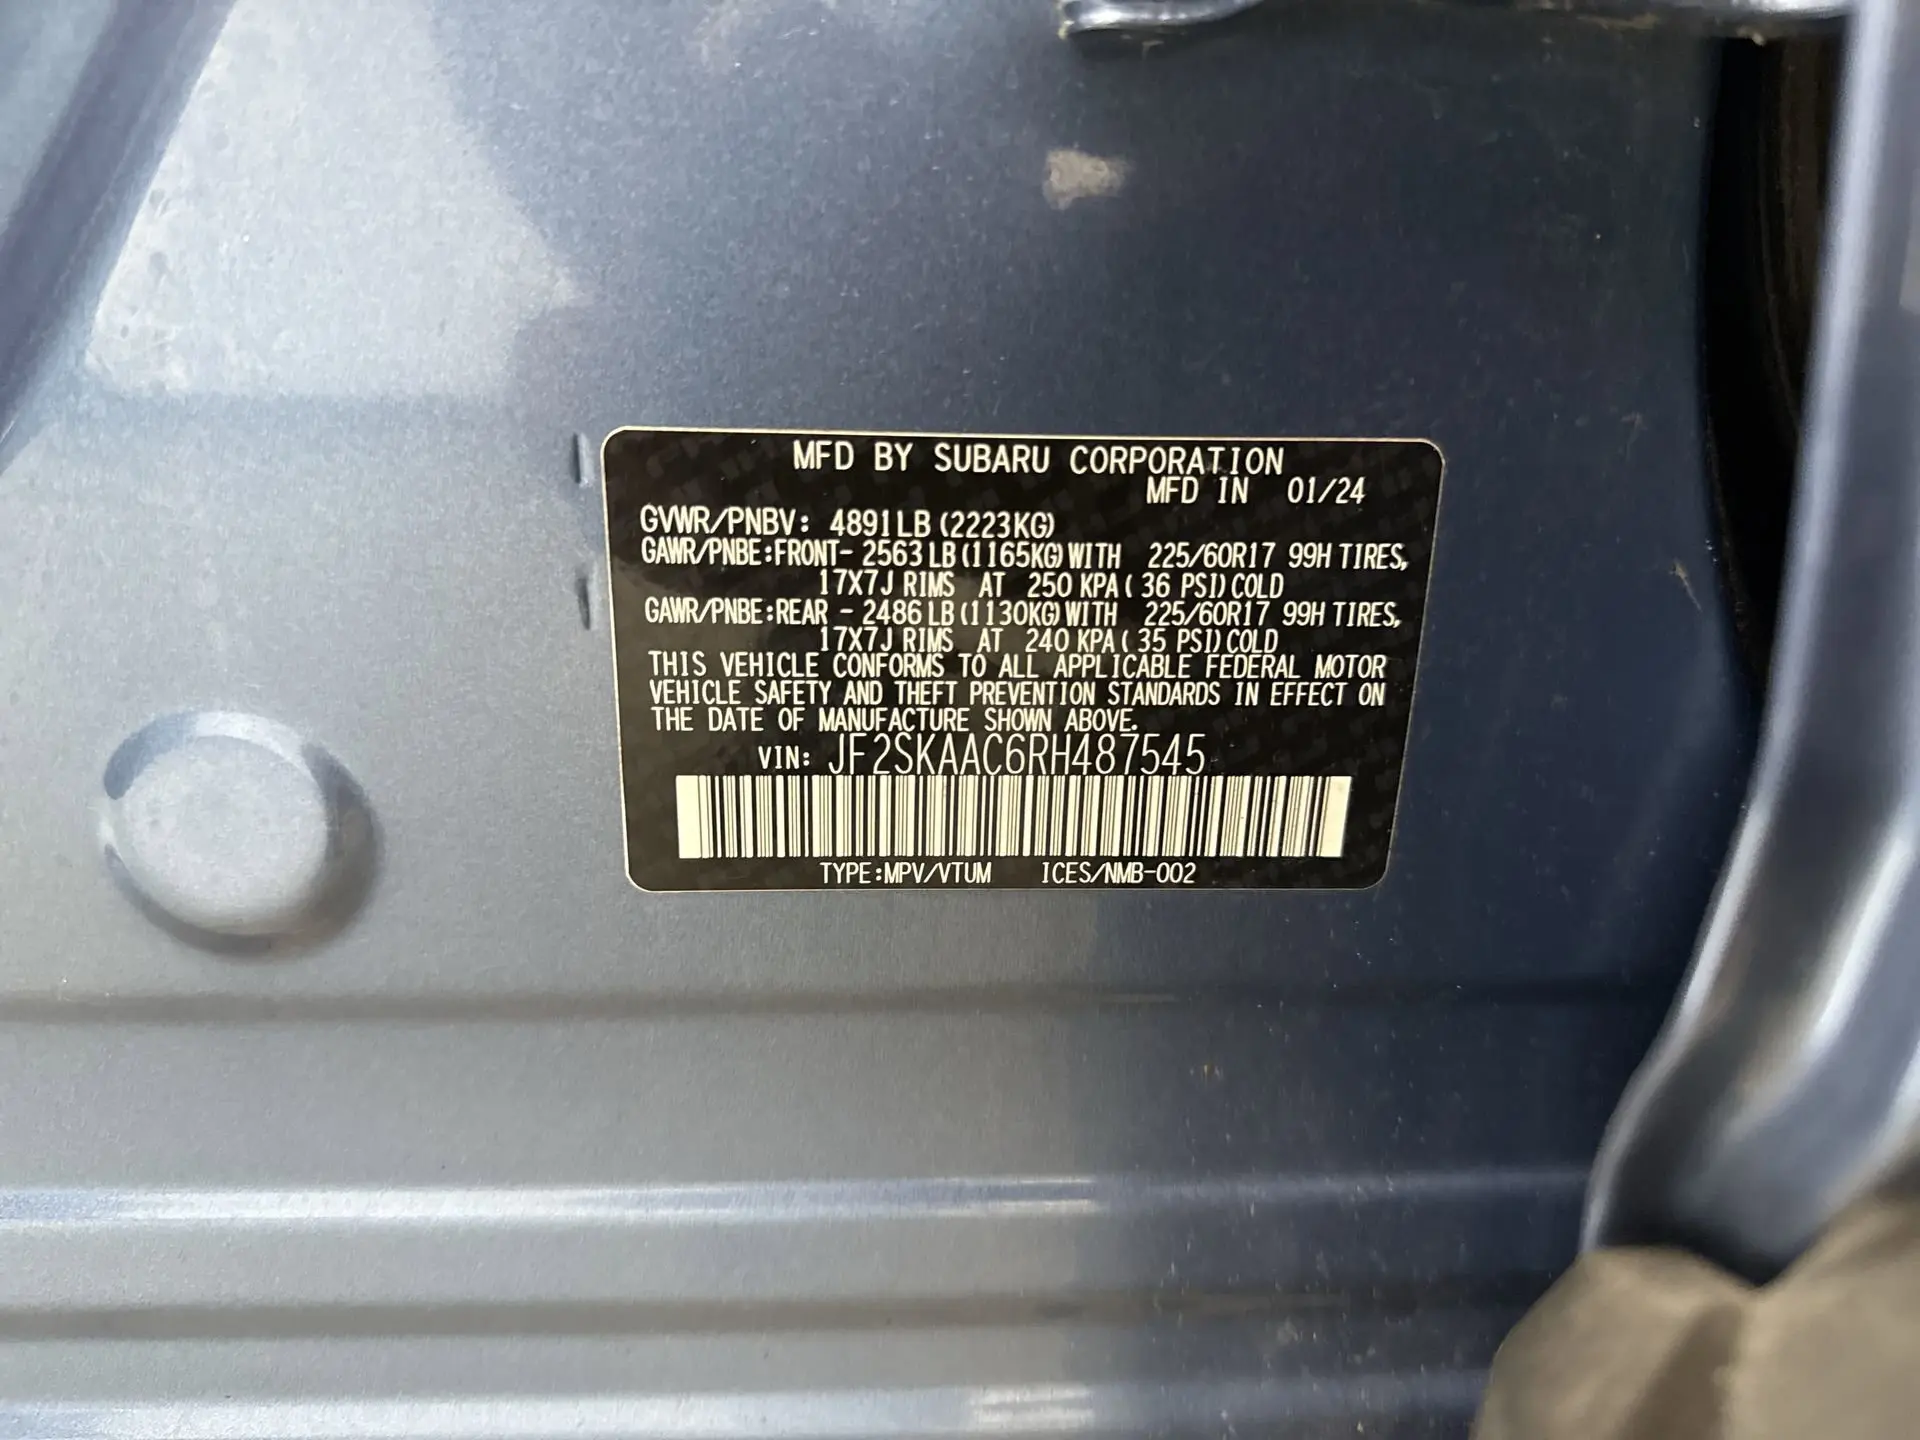 MFD BY SUBARU CORPORATION
MFD IN 01/24
GVWR/PNBV: 4891LB (2223KG)
GAWR/PNBE:FRONT- 2563LB (1165KG) WITH 225/60R17 99H TIRES,
17X7J RIMS AT 250 KPA ( 36 PSI) COLD
GAWR/PNBE:REAR - 2486LB (1130KG) WITH 225/60R17 99H TIRES,
17X7J RIMS AT 240 KPA ( 35 PSI) COLD
THIS VEHICLE CONFORMS TO ALL APPLICABLE FEDERAL MOTOR
VEHICLE SAFETY AND THEFT PREVENTION STANDARDS IN EFFECT ON
THE DATE OF MANUFACTURE SHOWN ABOVE.
VIN: JF2SKAAC6RH487545
TYPE:MPV/VTUM ICES/NMB-002